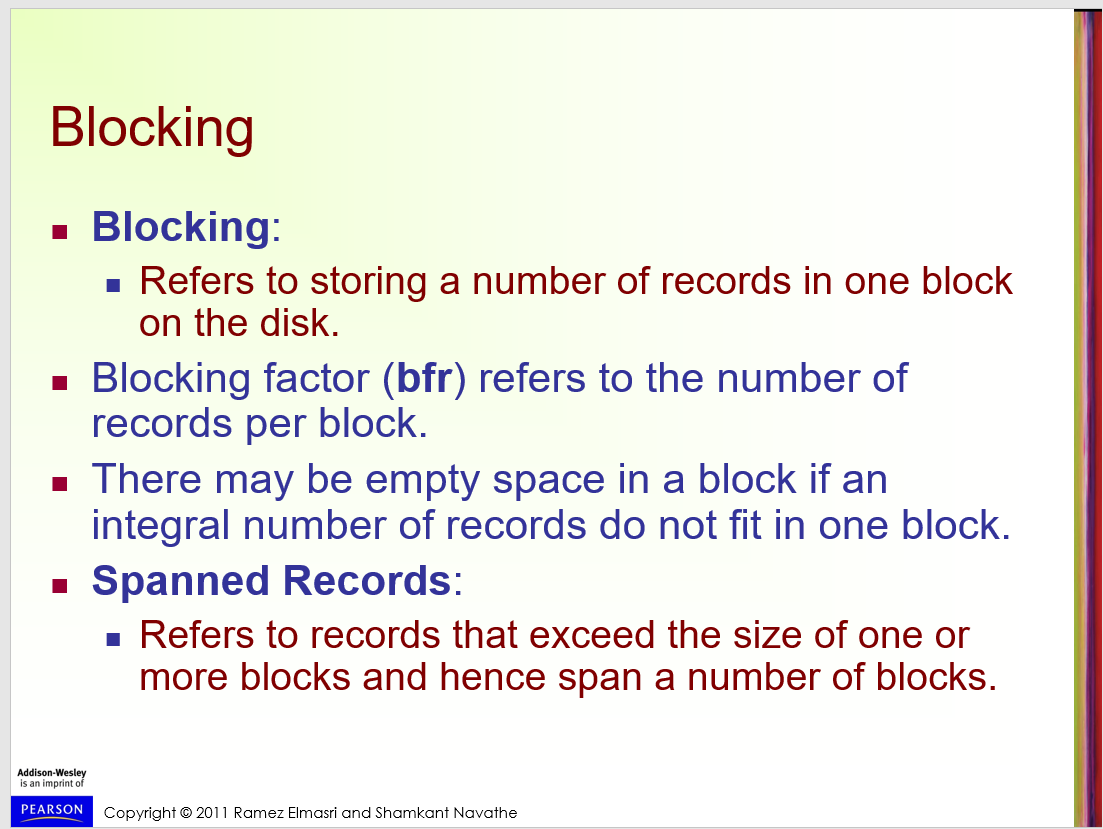 Blocking
Blocking:
Refers to storing a number of records in one block
on the disk.
Blocking factor (bfr) refers to the number of
records per block.
There may be empty space in a block if an
integral number of records do not fit in one block.
Spanned Records:
Refers to records that exceed the size of one or
more blocks and hence span a number of blocks.
Addison-Wesley
is an imprint of
PEARSON
Copyright © 2011 Ramez Elmasri and Shamkant Navathe